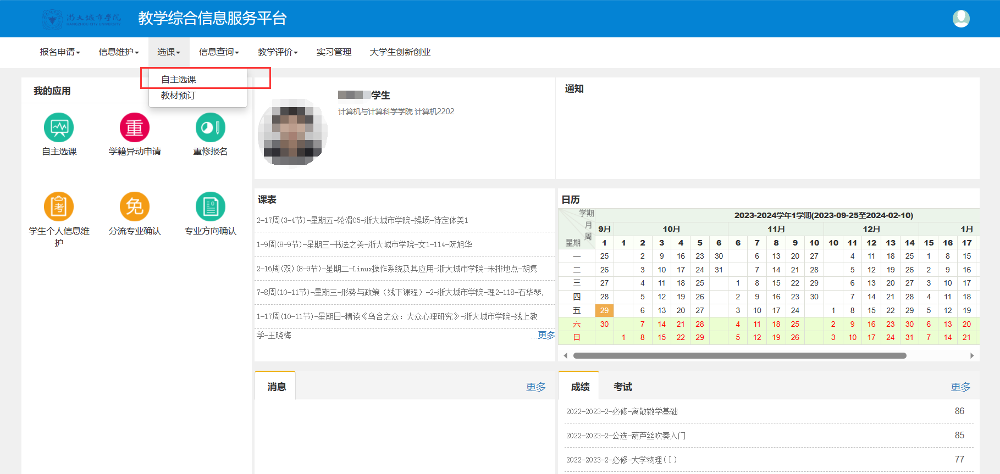 浙大城市学院
HANGZHOU CITY UNIVERSITY
教学综合信息服务平台
报名申请 信息维护 选课 信息查询 教学评价 实习管理 大学生创新创业
自主选课
教材预订
我的应用
自主选课 学籍异动申请 重修报名
学生个人信息维护 分流专业确认 专业方向确认
重
考
免
学生
计算机与计算科学学院 计算机2202
通知
课表
2-17周(3-4节)-星期五-轮滑05-浙大城市学院-操场-待定体美1
1-9周(8-9节)-星期三-书法之美-浙大城市学院-文1-114-阮旭华
2-16周(双)(8-9节)-星期二-Linux操作系统及其应用-浙大城市学院-未排地点-胡隽
7-8周(10-11节)-星期三-形势与政策（线下课程）-2-浙大城市学院-理2-118-石华琴,
1-17周(10-11节)-星期日-精读《乌合之众：大众心理研究》-浙大城市学院-线上教
学-王晓梅
...更多
日历
学期
月
周
星期
2023-2024学年1学期(2023-09-25至2024-02-10)
9月 10月 11月 12月 1月
1 1 2 3 4 5 6 6 7 8 9 10 10 11 12 13 14 15 16 17
一 25 2 9 16 23 30 6 13 20 27 4 11 18 25 1 8 15
二 26 3 10 17 24 31 7 14 21 28 5 12 19 26 2 9 16
三 27 4 11 18 25 1 8 15 22 29 6 13 20 27 3 10 17
四 28 5 12 19 26 2 9 16 23 30 7 14 21 28 4 11 18
五 29 6 13 20 27 3 10 17 24 1 8 15 22 29 5 12 19
六 30 7 14 21 28 4 11 18 25 2 9 16 23 30 6 13 20
日 1 8 15 22 29 5 12 19 26 3 10 17 24 31 7 14 21
消息 更多
成绩 考试 更多
2022-2023-2-必修-离散数学基础 86
2022-2023-2-公选-葫芦丝吹奏入门 85
2022-2023-2-必修-大学物理(Ⅰ) 77